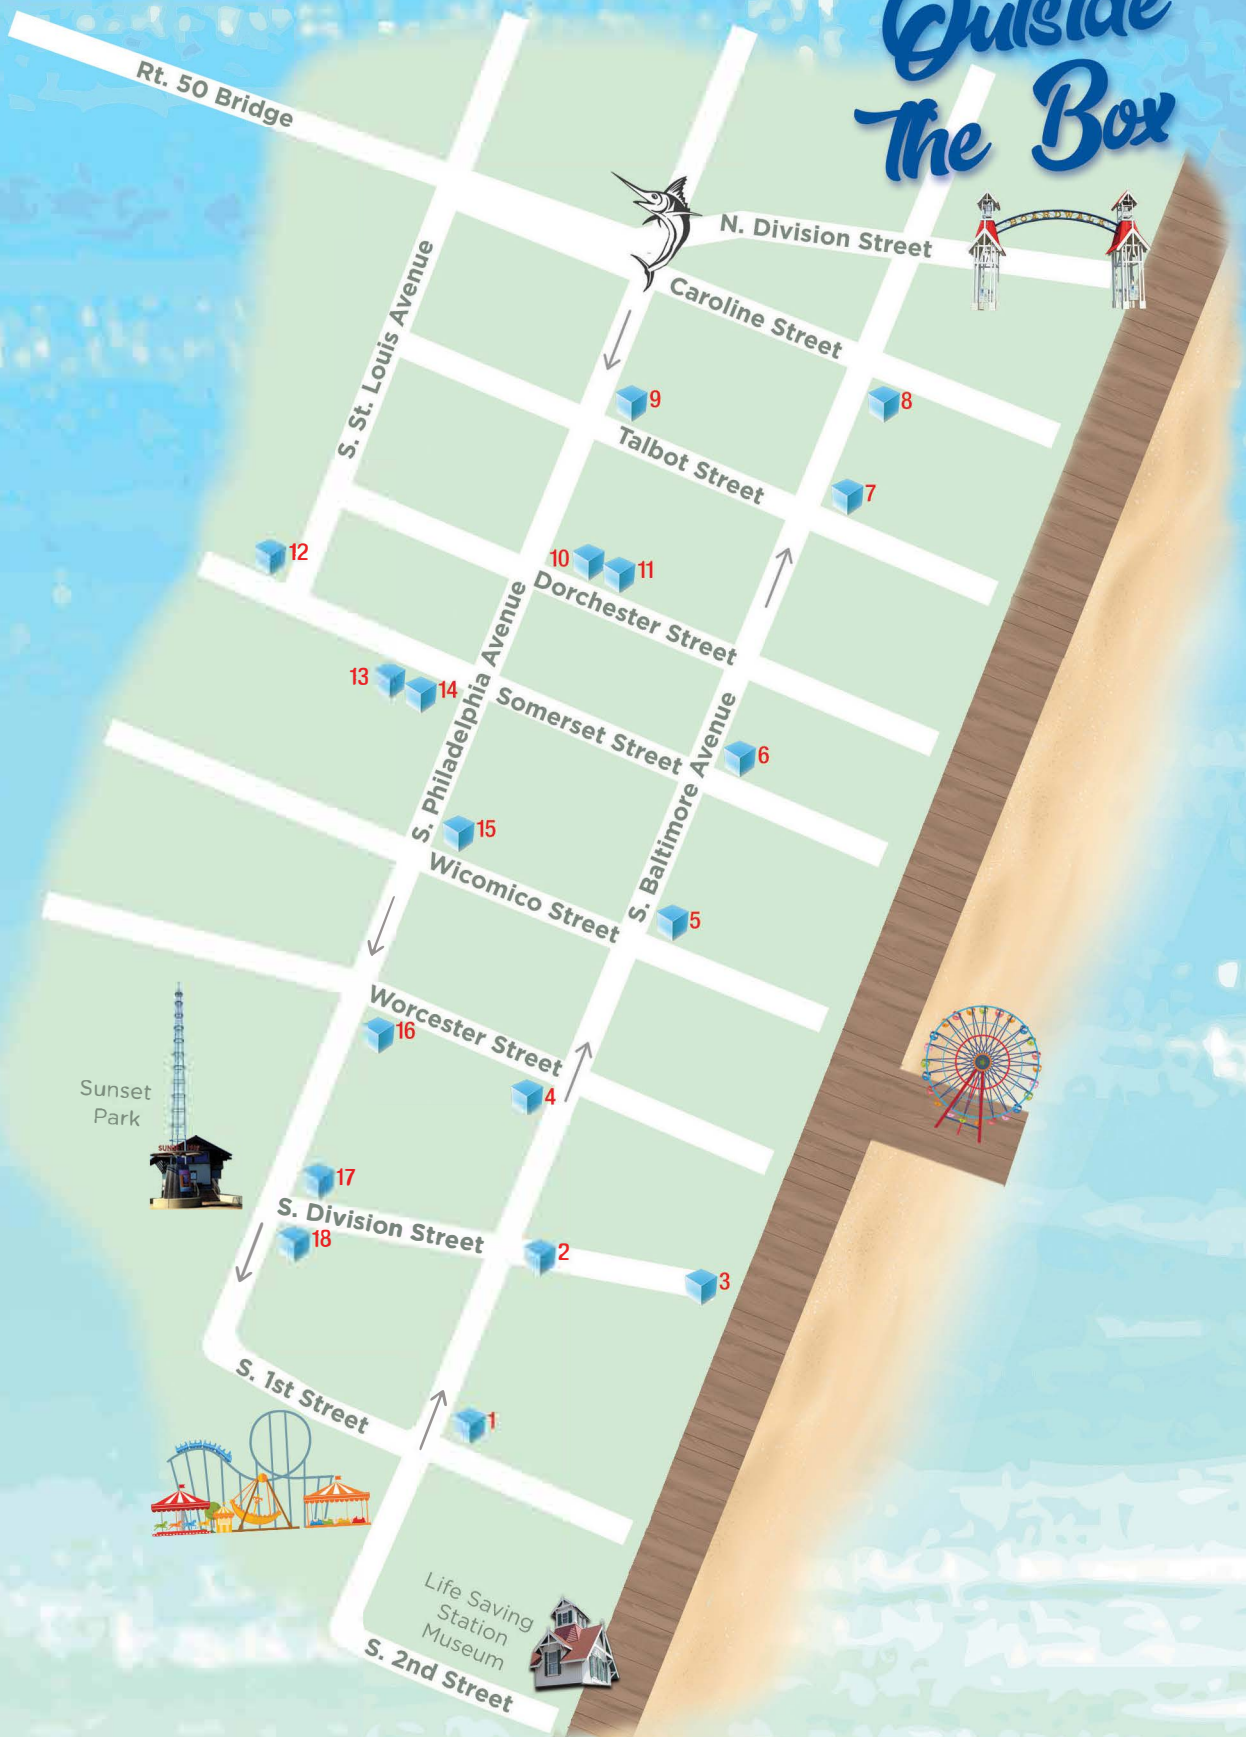 Outside
The Box
Rt. 50 Bridge
N. Division Street
BOARDWALK
Caroline Street
S. St. Louis Avenue
9
8
Talbot Street
7
12
10
11
Dorchester Street
13
14
S. Philadelphia Avenue
Somerset Street
6
S. Baltimore Avenue
15
Wicomico Street
5
Worcester Street
16
4
Sunset
Park
17
S. Division Street
18
2
3
S. 1st Street
1
Life Saving
Station
Museum
S. 2nd Street